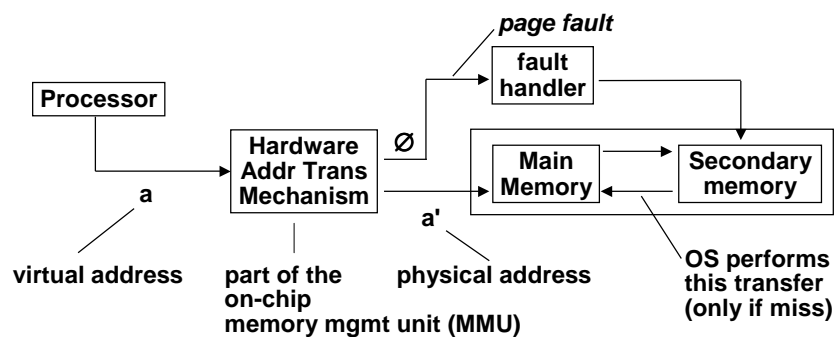 page fault
fault
handler
Processor
Hardware
Addr Trans
Mechanism
Ø
Main
Memory
Secondary
memory
a
a'
virtual address
part of the
on-chip
memory mgmt unit (MMU)
physical address
OS performs
this transfer
(only if miss)